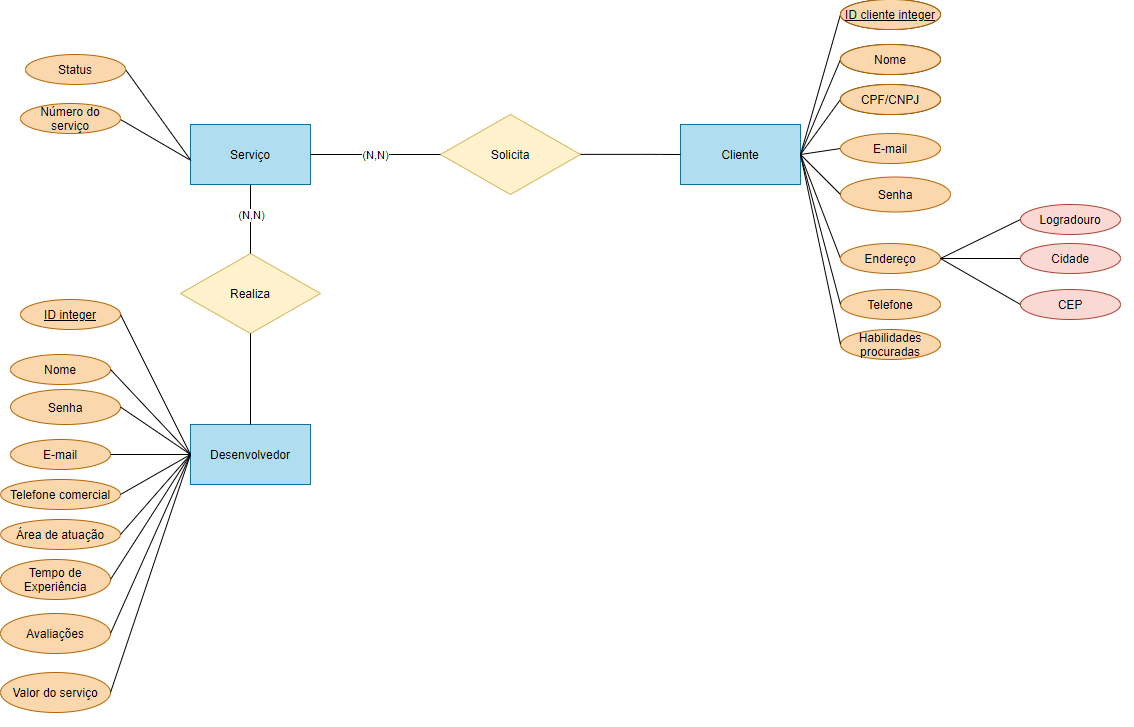 ID cliente integer
Nome
CPF/CNPJ
E-mail
Senha
Endereço
Telefone
Habilidades
procuradas
Logradouro
Cidade
CEP
Status
Número do
serviço
Serviço
(N,N)
Solicita
Cliente
(N,N)
Realiza
ID integer
Nome
Senha
E-mail
Telefone comercial
Área de atuação
Tempo de
Experiência
Avaliações
Valor do serviço
Desenvolvedor